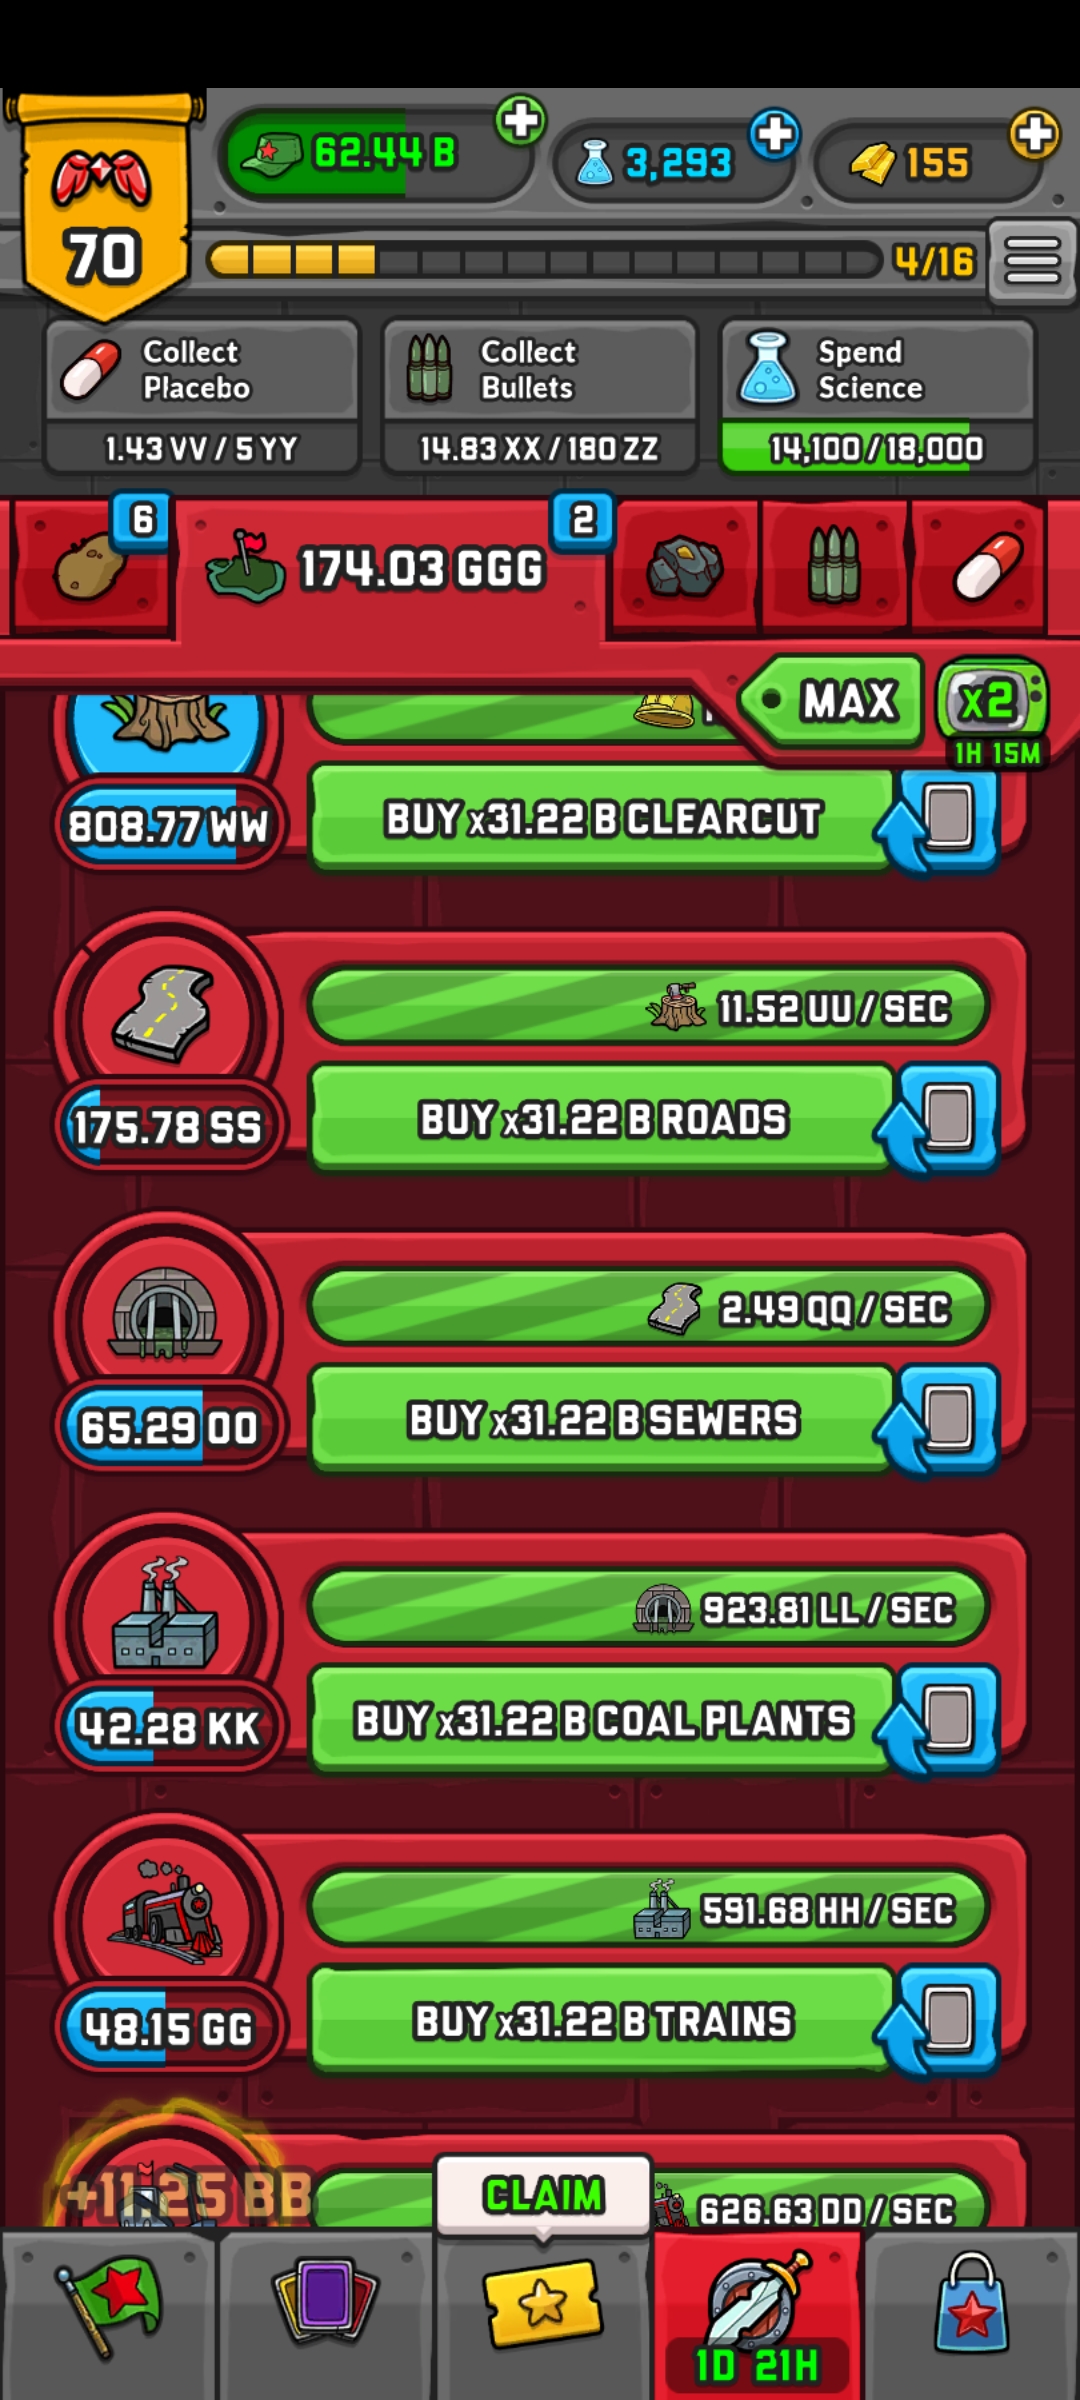 70
62.44 B
3,293
155
4/16
Collect
Placebo
1.43 VV / 5 YY
Collect
Bullets
14.83 XX / 180 ZZ
Spend
Science
14,100 / 18,000
6
174.03 GGG
2
MAX
x2
1H 15M
808.77 WW
BUY x31.22 B CLEARCUT
11.52 UU / SEC
175.78 SS
BUY x31.22 B ROADS
2.49 QQ / SEC
65.29 OO
BUY x31.22 B SEWERS
923.81 LL / SEC
42.28 KK
BUY x31.22 B COAL PLANTS
591.68 HH / SEC
48.15 GG
BUY x31.22 B TRAINS
+11.25 BB
626.63 DD / SEC
CLAIM
1D 21H